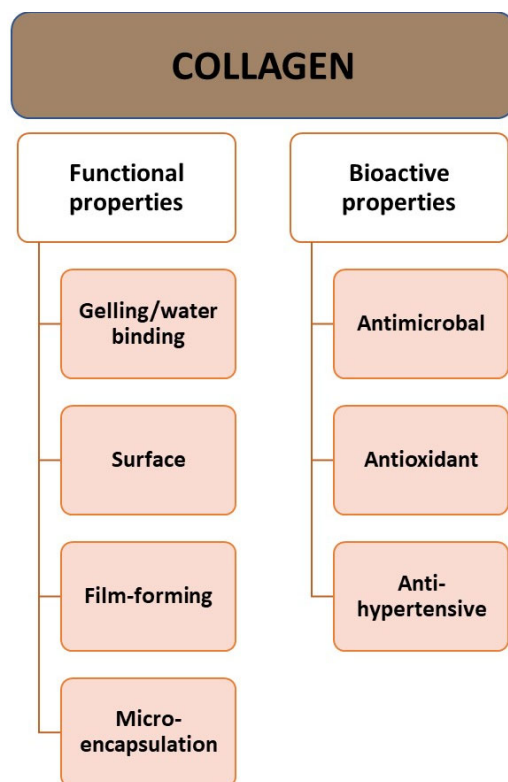 COLLAGEN
Functional
properties
Gelling/water
binding
Surface
Film-forming
Micro-
encapsulation
Bioactive
properties
Antimicrobal
Antioxidant
Anti-
hypertensive